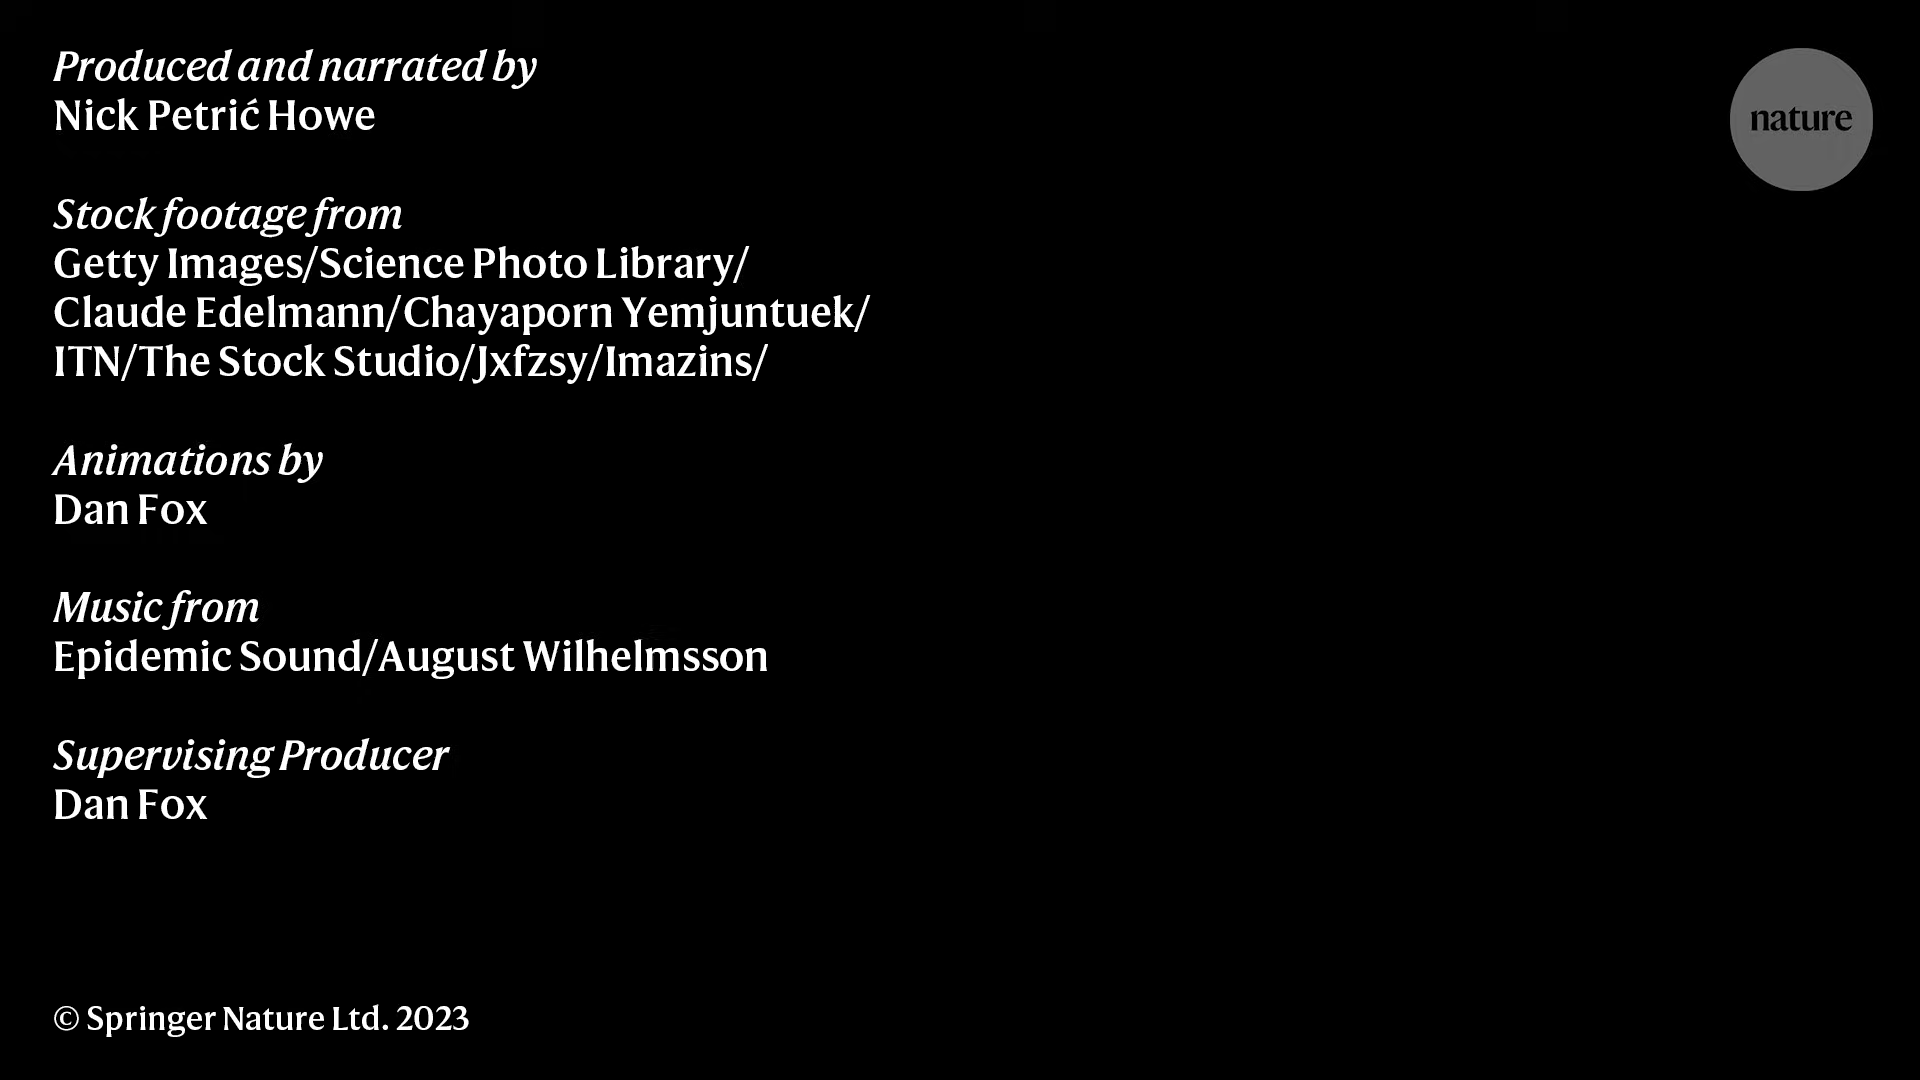 Produced and narrated by
Nick Petrić Howe
nature
Stock footage from
Getty Images/Science Photo Library/
Claude Edelmann/Chayaporn Yemjuntuek/
ITN/The Stock Studio/Jxfzsy/Imazins/
Animations by
Dan Fox
Music from
Epidemic Sound/August Wilhelmsson
Supervising Producer
Dan Fox
© Springer Nature Ltd. 2023